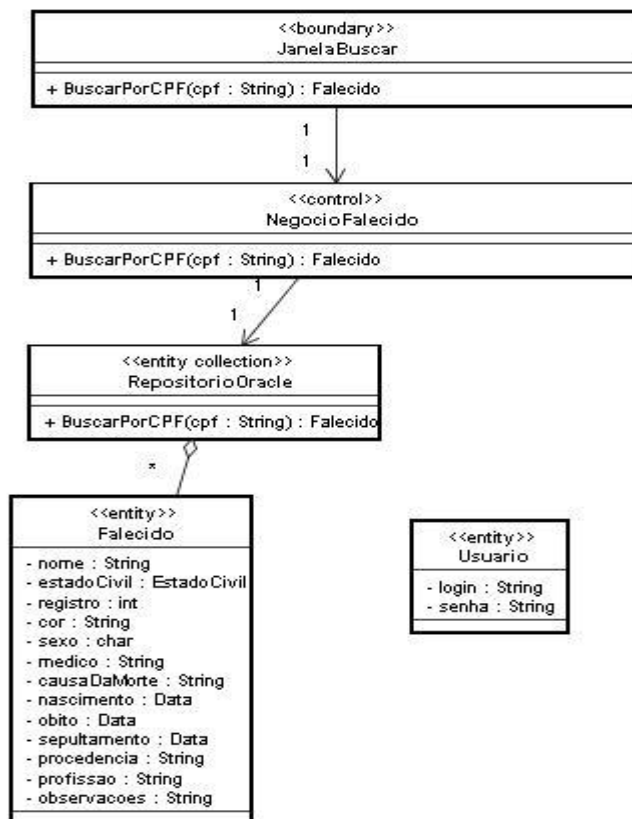 <<boundary>>
JanelaBuscar
+ BuscarPorCPF(cpf : String) : Falecido
1
1
<<control>>
NegocioFalecido
+ BuscarPorCPF(cpf : String) : Falecido
1
1
<<entity collection>>
RepositorioOracle
+ BuscarPorCPF(cpf : String) : Falecido
*
<<entity>>
Falecido
- nome : String
- estadoCivil : EstadoCivil
- registro : int
- cor : String
- sexo : char
- medico : String
- causaDaMorte : String
- nascimento : Data
- obito : Data
- sepultamento : Data
- procedencia : String
- profissao : String
- observacoes : String
<<entity>>
Usuario
- login : String
- senha : String